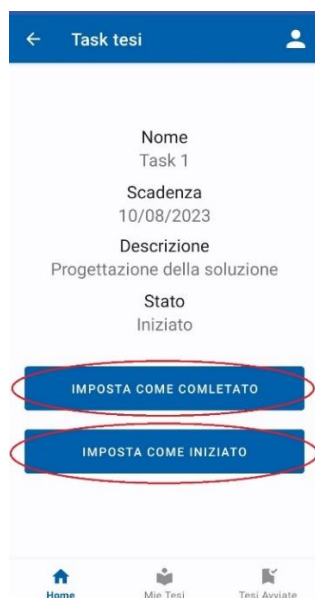 Task tesi
Nome
Task 1
Scadenza
10/08/2023
Descrizione
Progettazione della soluzione
Stato
Iniziato
IMPOSTA COME COMLETATO
IMPOSTA COME INIZIATO
Home
Mie Tesi
Tesi Avviate